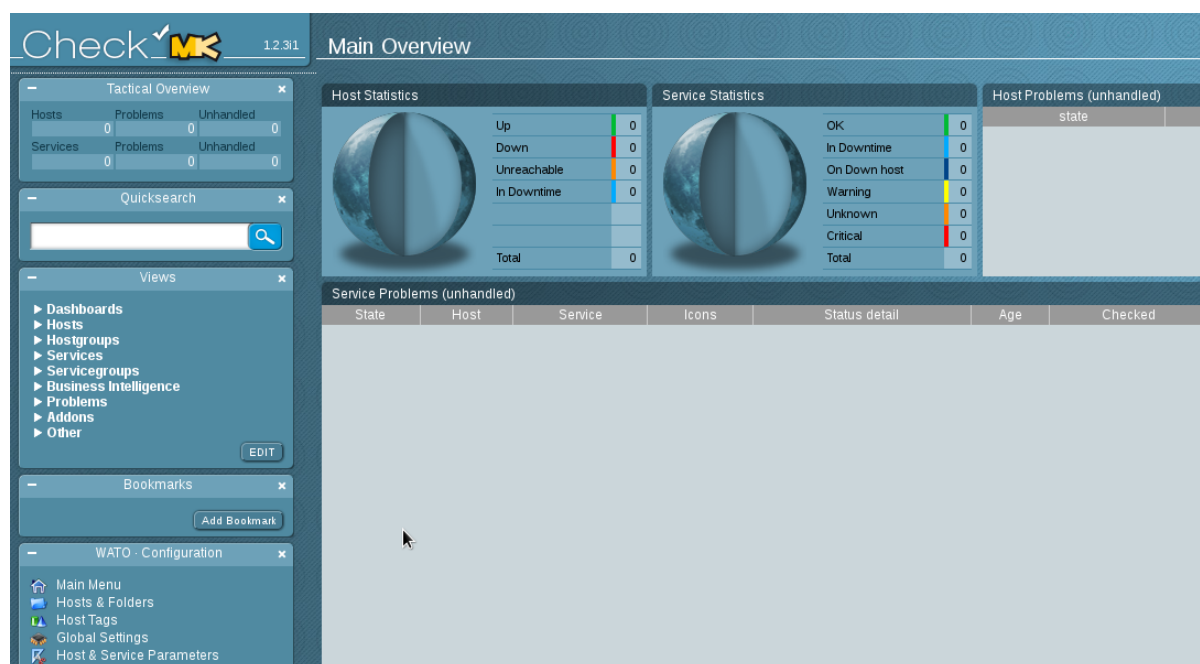 Check MK 1.2.3i1
Main Overview
Tactical Overview
Hosts Problems Unhandled
0 0 0
Services Problems Unhandled
0 0 0
Quicksearch
Views
Dashboards
Hosts
Hostgroups
Services
Servicegroups
Business Intelligence
Problems
Addons
Other
EDIT
Bookmarks
Add Bookmark
WATO · Configuration
Main Menu
Hosts & Folders
Host Tags
Global Settings
Host & Service Parameters
Host Statistics
Up 0
Down 0
Unreachable 0
In Downtime 0
Total 0
Service Statistics
OK 0
In Downtime 0
On Down host 0
Warning 0
Unknown 0
Critical 0
Total 0
Host Problems (unhandled)
state
Service Problems (unhandled)
State Host Service Icons Status detail Age Checked